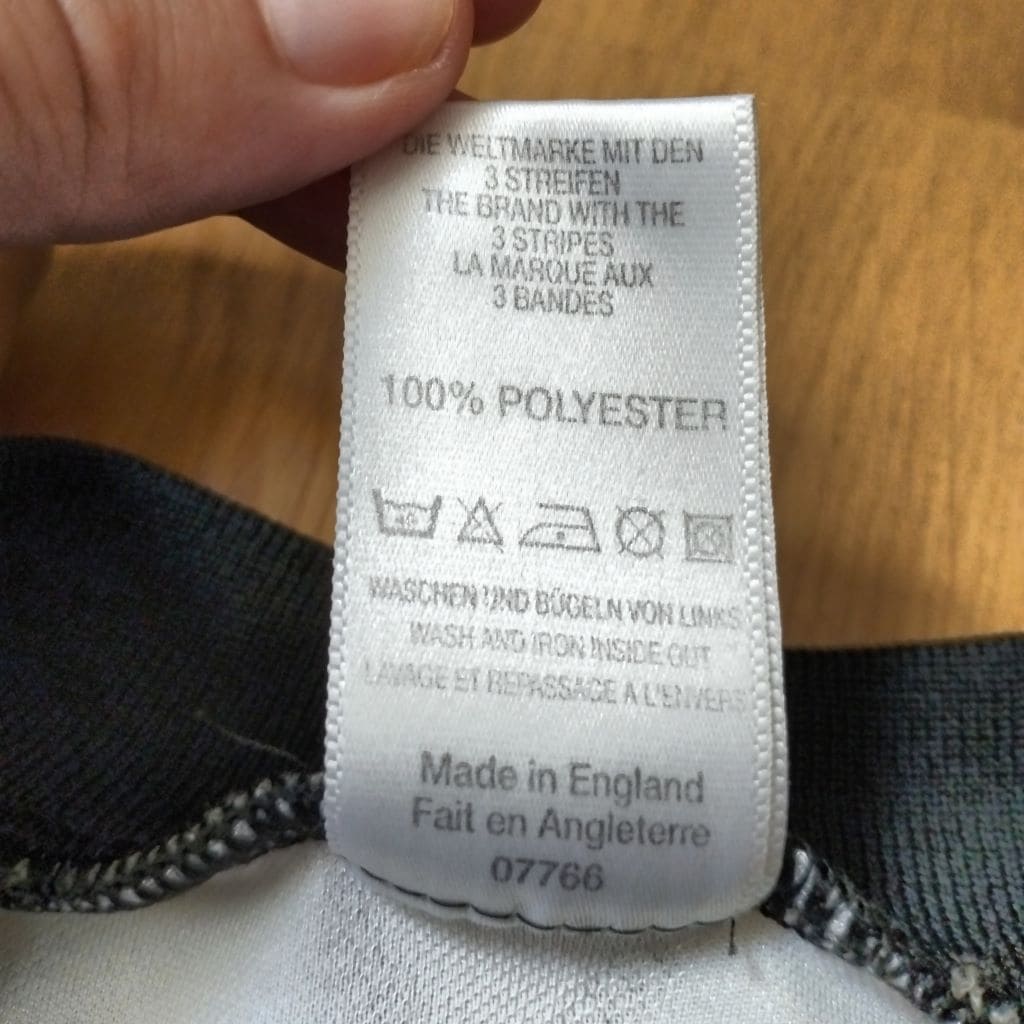 DIE WELTMARKE MIT DEN
3 STREIFEN
THE BRAND WITH THE
3 STRIPES
LA MARQUE AUX
3 BANDES
100% POLYESTER
WASCHEN UND BÜGELN VON LINKS
WASH AND IRON INSIDE OUT
LAVAGE ET REPASSAGE A L'ENVERS
Made in England
Fait en Angleterre
07766